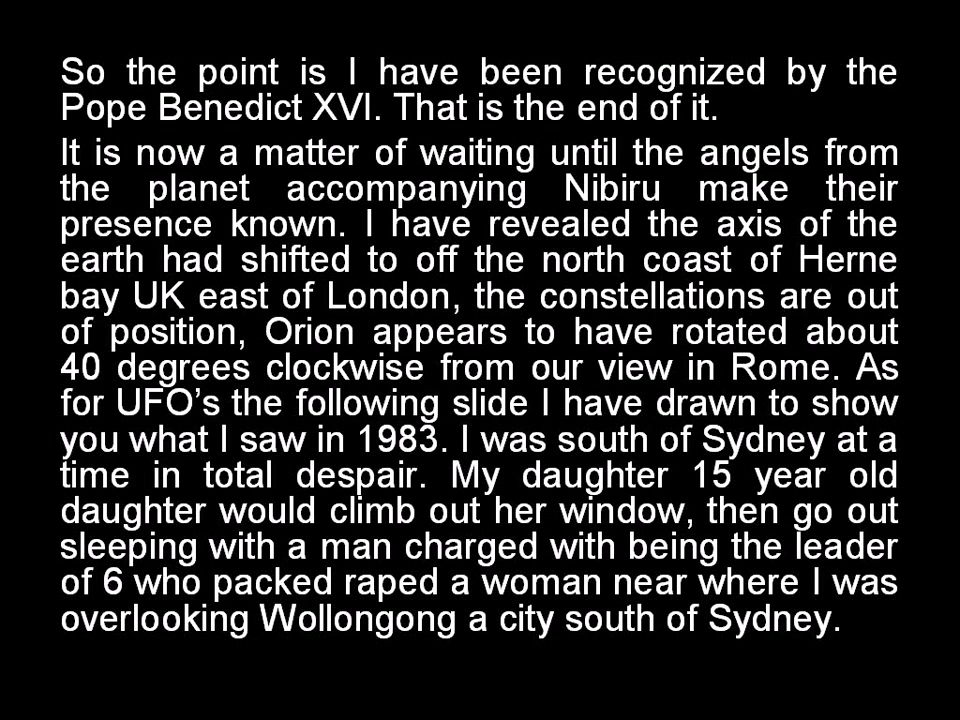 So the point is I have been recognized by the
Pope Benedict XVI. That is the end of it.
It is now a matter of waiting until the angels from
the planet accompanying Nibiru make their
presence known. I have revealed the axis of the
earth had shifted to off the north coast of Herne
bay UK east of London, the constellations are out
of position, Orion appears to have rotated about
40 degrees clockwise from our view in Rome. As
for UFO’s the following slide I have drawn to show
you what I saw in 1983. I was south of Sydney at a
time in total despair. My daughter 15 year old
daughter would climb out her window, then go out
sleeping with a man charged with being the leader
of 6 who packed raped a woman near where I was
overlooking Wollongong a city south of Sydney.